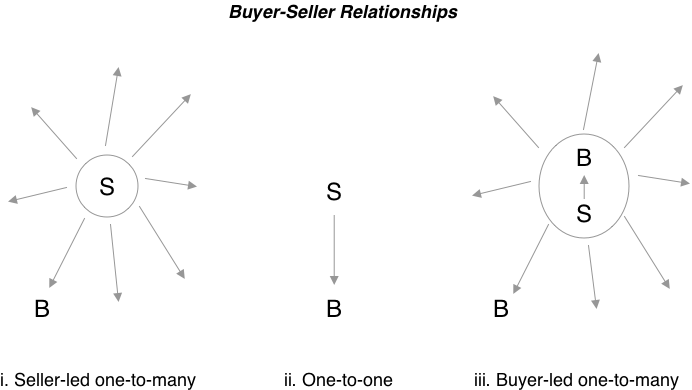 Buyer-Seller Relationships
S
B
S
B
B
S
B
i. Seller-led one-to-many
ii. One-to-one
iii. Buyer-led one-to-many